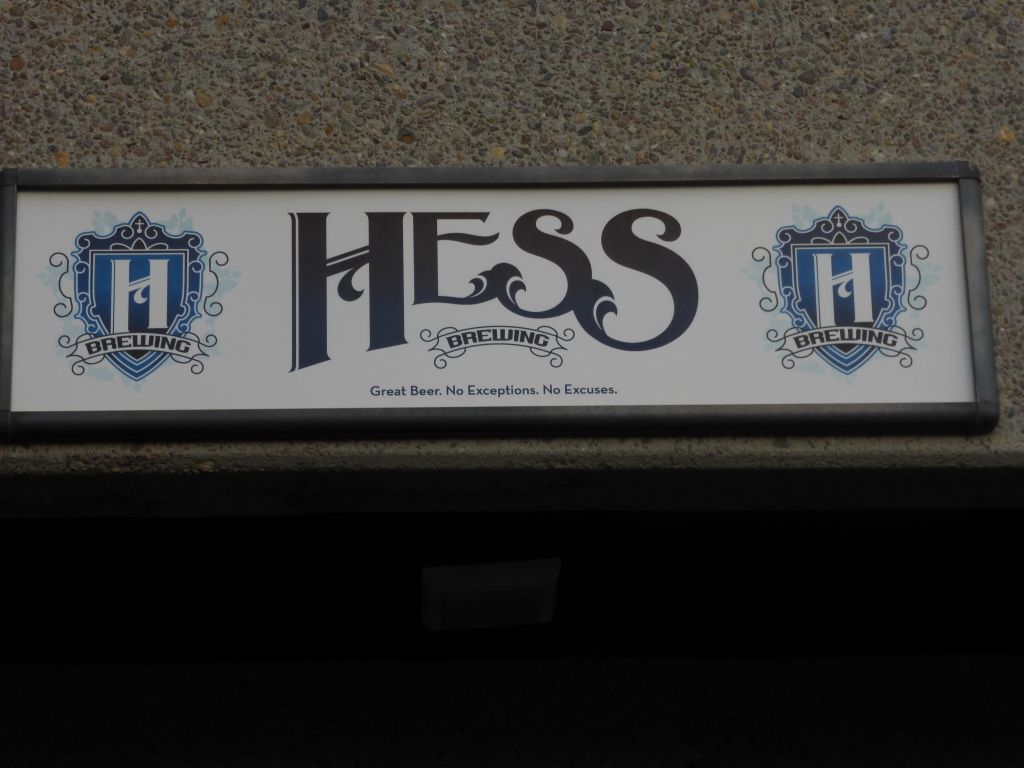 H
BREWING
HESS
BREWING
Great Beer. No Exceptions. No Excuses.
H
BREWING